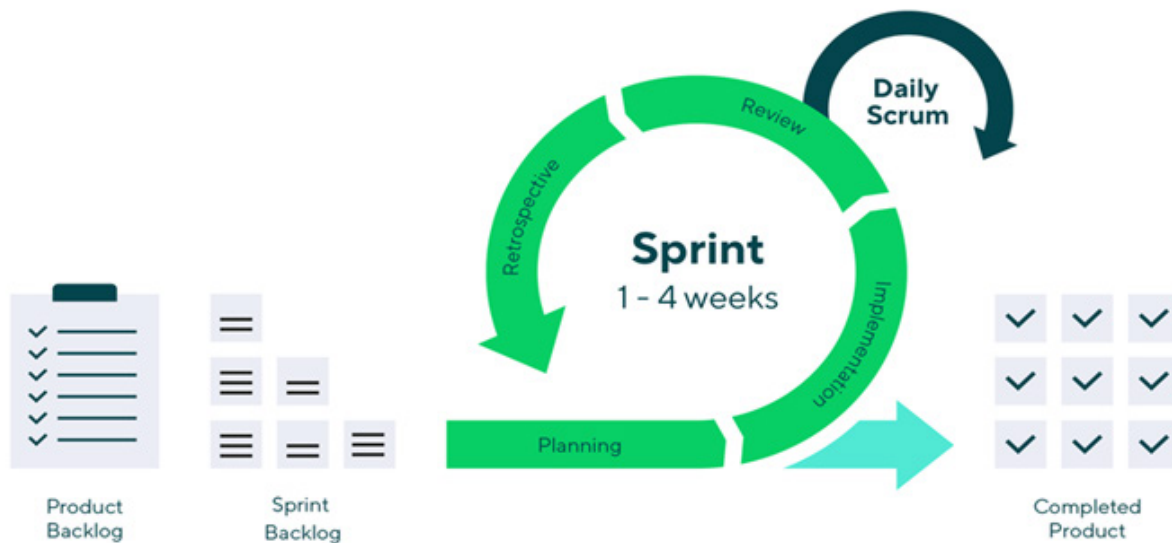 Daily
Scrum
Review
Retrospective
Sprint
1 - 4 weeks
Implementation
Planning
Product
Backlog
Sprint
Backlog
Completed
Product